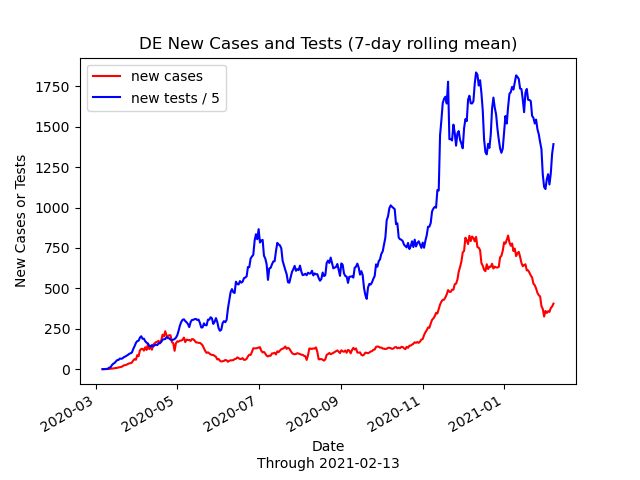 DE New Cases and Tests (7-day rolling mean)
new cases
new tests / 5
New Cases or Tests
1750
1500
1250
1000
750
500
250
0
2020-03
2020-05
2020-07
2020-09
2020-11
2021-01
Date
Through 2021-02-13